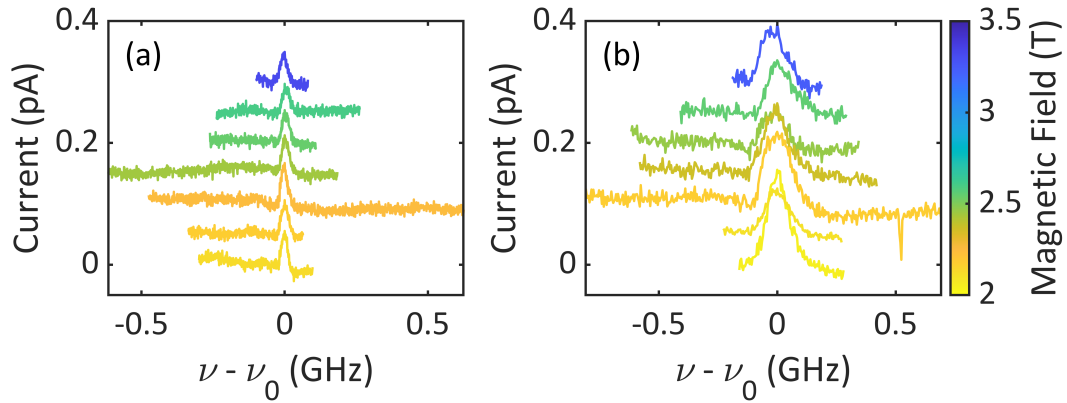 (a)
Current (pA)
0.4
0.2
0
-0.5
0
0.5
ν - ν0 (GHz)
(b)
Current (pA)
0.4
0.2
0
-0.5
0
0.5
ν - ν0 (GHz)
3.5
3
2.5
2
Magnetic Field (T)